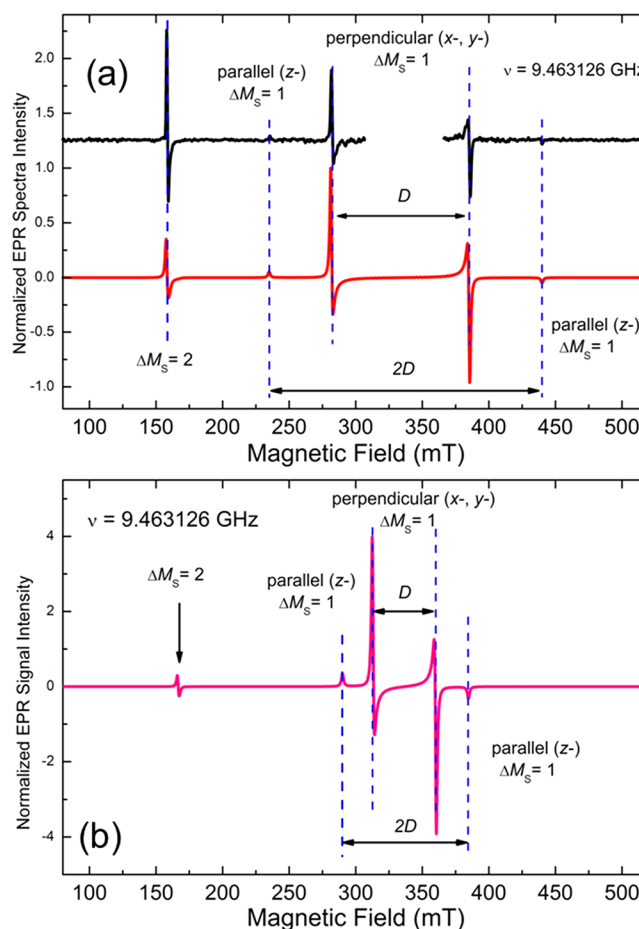 (a)
perpendicular (x-, y-)
ΔMS= 1
parallel (z-)
ΔMS= 1
ν = 9.463126 GHz
D
ΔMS= 2
parallel (z-)
ΔMS= 1
2D
Normalized EPR Spectra Intensity
2.0
1.5
1.0
0.5
0.0
-0.5
-1.0
100 150 200 250 300 350 400 450 500
Magnetic Field (mT)
perpendicular (x-, y-)
ΔMS= 1
ν = 9.463126 GHz
ΔMS= 2
parallel (z-)
ΔMS= 1
D
parallel (z-)
ΔMS= 1
2D
(b)
Normalized EPR Signal Intensity
4
2
0
-2
-4
100 150 200 250 300 350 400 450 500
Magnetic Field (mT)